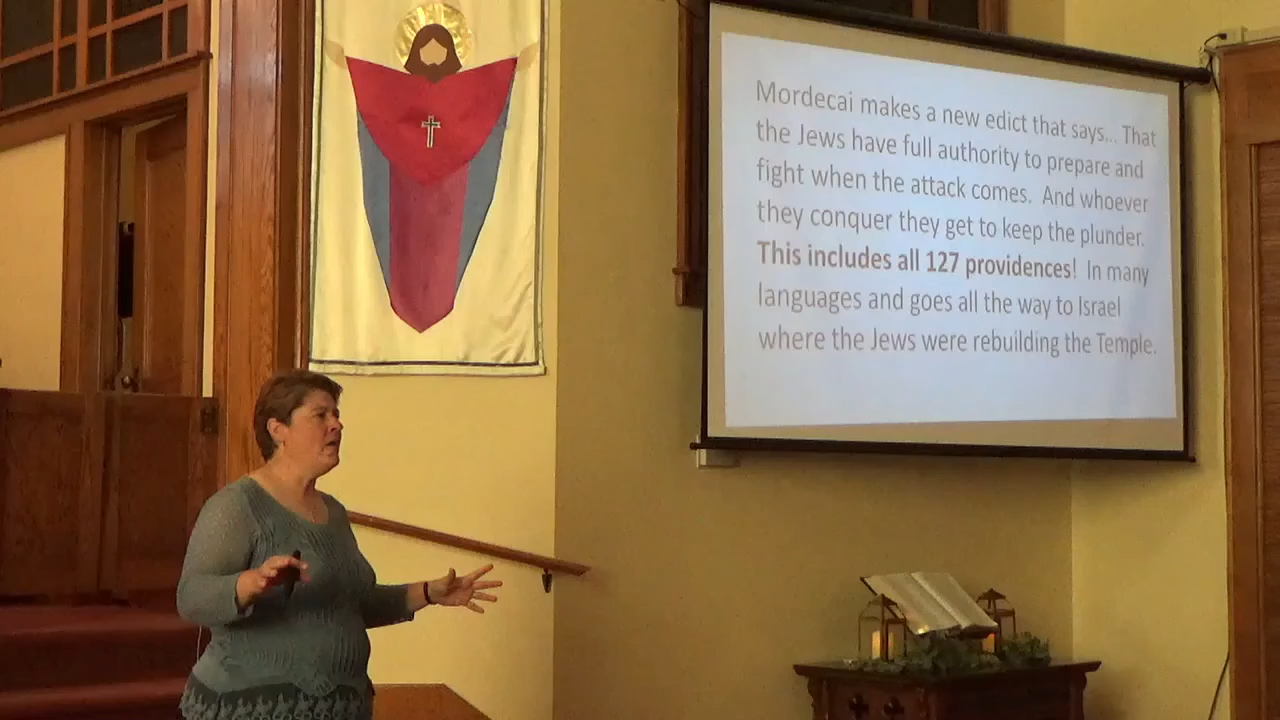 Mordecai makes a new edict that says... That
the Jews have full authority to prepare and
fight when the attack comes. And whoever
they conquer they get to keep the plunder.
This includes all 127 providences! In many
languages and goes all the way to Israel
where the Jews were rebuilding the Temple.